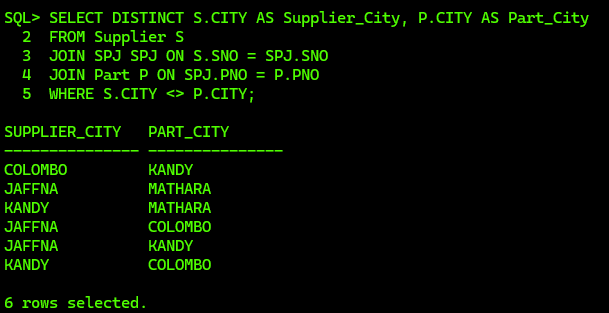 SQL> SELECT DISTINCT S.CITY AS Supplier_City, P.CITY AS Part_City
  2  FROM Supplier S
  3  JOIN SPJ SPJ ON S.SNO = SPJ.SNO
  4  JOIN Part P ON SPJ.PNO = P.PNO
  5  WHERE S.CITY <> P.CITY;

SUPPLIER_CITY   PART_CITY
--------------- ---------------
COLOMBO         KANDY
JAFFNA          MATHARA
KANDY           MATHARA
JAFFNA          COLOMBO
JAFFNA          KANDY
KANDY           COLOMBO

6 rows selected.